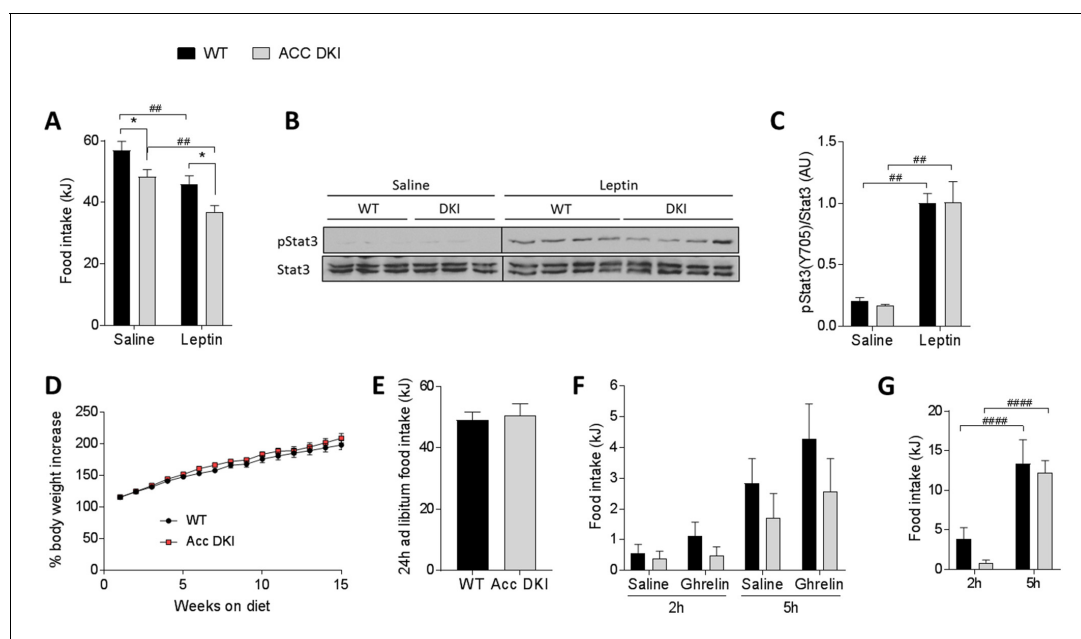 WT ACC DKI
A
##
*
##
*
Food intake (kJ)
60
40
20
0
Saline Leptin
B
Saline Leptin
WT DKI WT DKI
pStat3
Stat3
C
##
##
pStat3(Y705)/Stat3 (AU)
1.5
1.0
0.5
0.0
Saline Leptin
D
% body weight increase
250
200
150
100
50
0
WT
Acc DKI
0 5 10 15
Weeks on diet
E
24h ad libitum food intake (kJ)
60
40
20
0
WT Acc DKI
F
Food intake (kJ)
6
5
4
3
2
1
0
Saline Ghrelin Saline Ghrelin
2h 5h
G
####
####
Food intake (kJ)
20
15
10
5
0
2h 5h